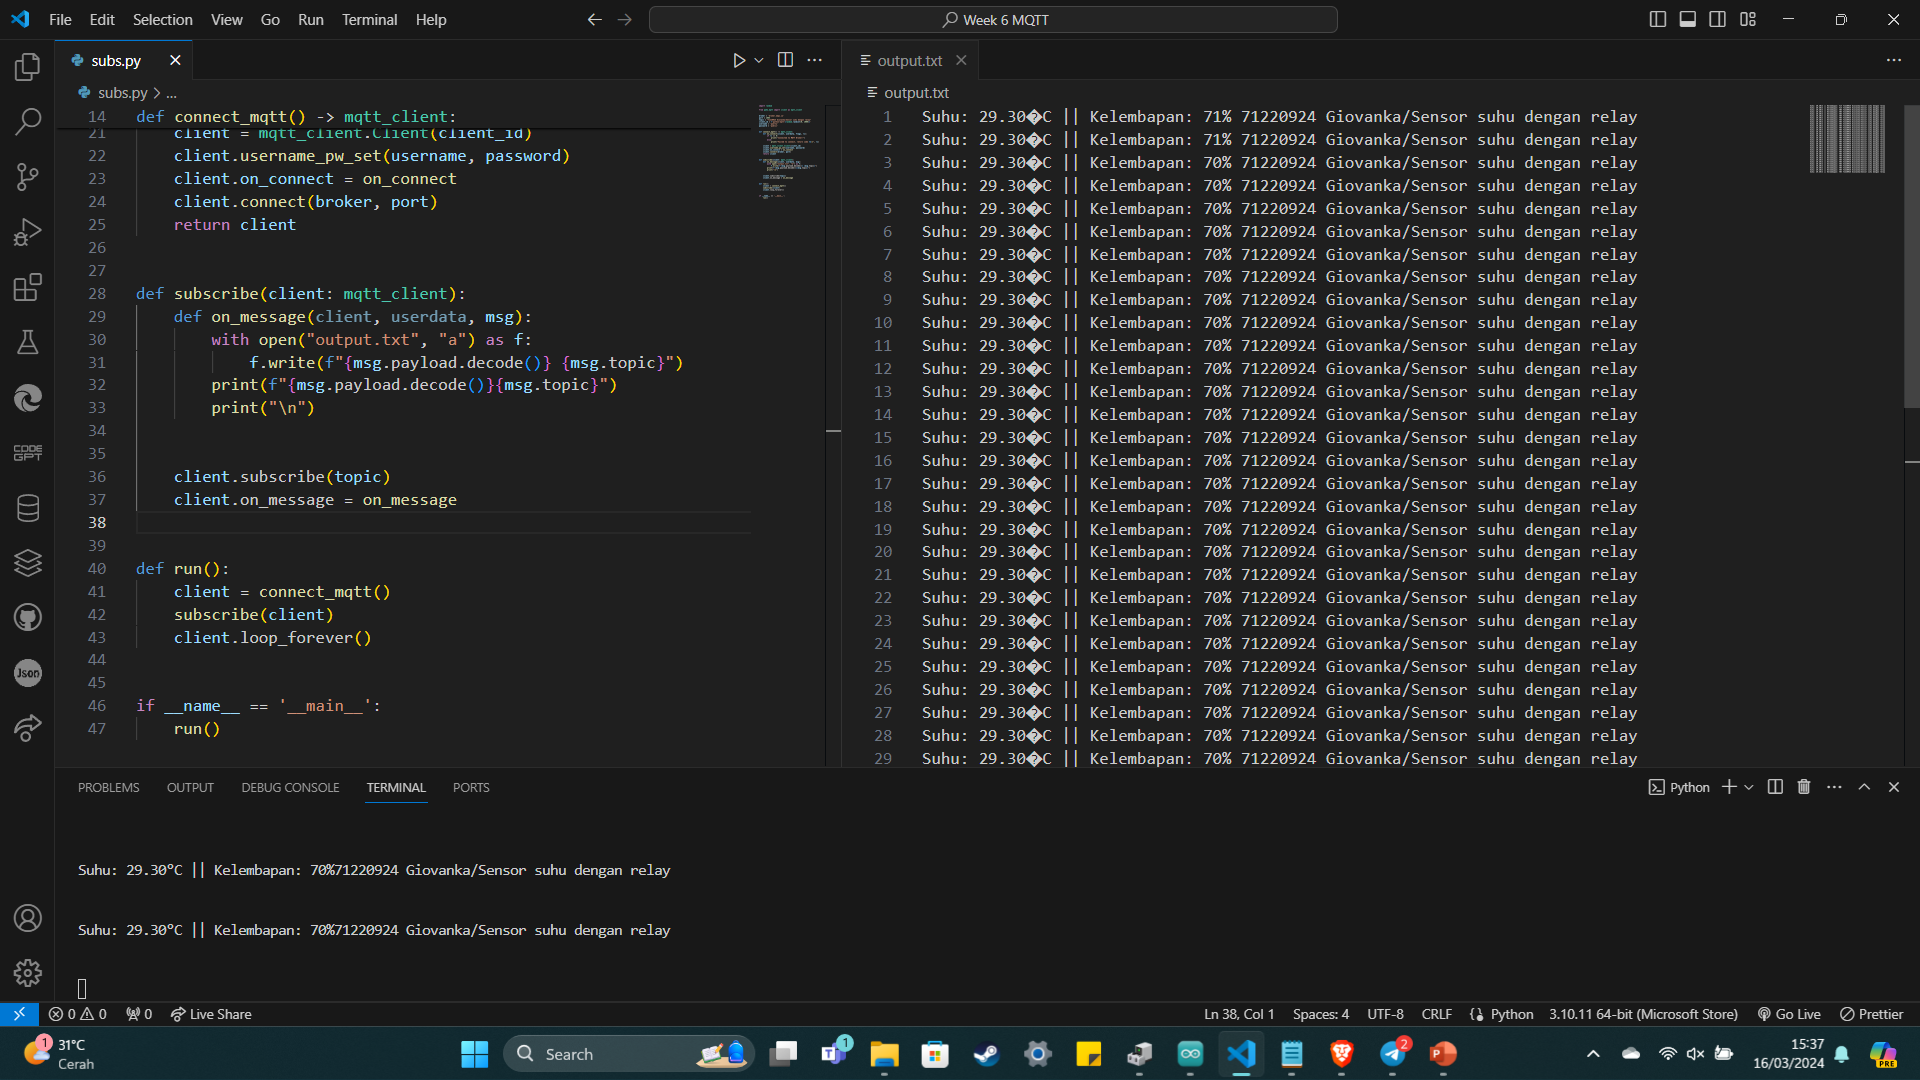 File Edit Selection View Go Run Terminal Help
Week 6 MQTT
subs.py
subs.py > ...
14 def connect_mqtt() -> mqtt_client:
21 client = mqtt_client.Client(client_id)
22 client.username_pw_set(username, password)
23 client.on_connect = on_connect
24 client.connect(broker, port)
25 return client
26
27
28 def subscribe(client: mqtt_client):
29 def on_message(client, userdata, msg):
30 with open("output.txt", "a") as f:
31 f.write(f"{msg.payload.decode()} {msg.topic}")
32 print(f"{msg.payload.decode()}{msg.topic}")
33 print("\n")
34
35
36 client.subscribe(topic)
37 client.on_message = on_message
38
39
40 def run():
41 client = connect_mqtt()
42 subscribe(client)
43 client.loop_forever()
44
45
46 if __name__ == '__main__':
47 run()
output.txt
output.txt
1 Suhu: 29.30�C || Kelembapan: 71% 71220924 Giovanka/Sensor suhu dengan relay
2 Suhu: 29.30�C || Kelembapan: 71% 71220924 Giovanka/Sensor suhu dengan relay
3 Suhu: 29.30�C || Kelembapan: 70% 71220924 Giovanka/Sensor suhu dengan relay
4 Suhu: 29.30�C || Kelembapan: 70% 71220924 Giovanka/Sensor suhu dengan relay
5 Suhu: 29.30�C || Kelembapan: 70% 71220924 Giovanka/Sensor suhu dengan relay
6 Suhu: 29.30�C || Kelembapan: 70% 71220924 Giovanka/Sensor suhu dengan relay
7 Suhu: 29.30�C || Kelembapan: 70% 71220924 Giovanka/Sensor suhu dengan relay
8 Suhu: 29.30�C || Kelembapan: 70% 71220924 Giovanka/Sensor suhu dengan relay
9 Suhu: 29.30�C || Kelembapan: 70% 71220924 Giovanka/Sensor suhu dengan relay
10 Suhu: 29.30�C || Kelembapan: 70% 71220924 Giovanka/Sensor suhu dengan relay
11 Suhu: 29.30�C || Kelembapan: 70% 71220924 Giovanka/Sensor suhu dengan relay
12 Suhu: 29.30�C || Kelembapan: 70% 71220924 Giovanka/Sensor suhu dengan relay
13 Suhu: 29.30�C || Kelembapan: 70% 71220924 Giovanka/Sensor suhu dengan relay
14 Suhu: 29.30�C || Kelembapan: 70% 71220924 Giovanka/Sensor suhu dengan relay
15 Suhu: 29.30�C || Kelembapan: 70% 71220924 Giovanka/Sensor suhu dengan relay
16 Suhu: 29.30�C || Kelembapan: 70% 71220924 Giovanka/Sensor suhu dengan relay
17 Suhu: 29.30�C || Kelembapan: 70% 71220924 Giovanka/Sensor suhu dengan relay
18 Suhu: 29.30�C || Kelembapan: 70% 71220924 Giovanka/Sensor suhu dengan relay
19 Suhu: 29.30�C || Kelembapan: 70% 71220924 Giovanka/Sensor suhu dengan relay
20 Suhu: 29.30�C || Kelembapan: 70% 71220924 Giovanka/Sensor suhu dengan relay
21 Suhu: 29.30�C || Kelembapan: 70% 71220924 Giovanka/Sensor suhu dengan relay
22 Suhu: 29.30�C || Kelembapan: 70% 71220924 Giovanka/Sensor suhu dengan relay
23 Suhu: 29.30�C || Kelembapan: 70% 71220924 Giovanka/Sensor suhu dengan relay
24 Suhu: 29.30�C || Kelembapan: 70% 71220924 Giovanka/Sensor suhu dengan relay
25 Suhu: 29.30�C || Kelembapan: 70% 71220924 Giovanka/Sensor suhu dengan relay
26 Suhu: 29.30�C || Kelembapan: 70% 71220924 Giovanka/Sensor suhu dengan relay
27 Suhu: 29.30�C || Kelembapan: 70% 71220924 Giovanka/Sensor suhu dengan relay
28 Suhu: 29.30�C || Kelembapan: 70% 71220924 Giovanka/Sensor suhu dengan relay
29 Suhu: 29.30�C || Kelembapan: 70% 71220924 Giovanka/Sensor suhu dengan relay
CODE
GPT
Json
PROBLEMS OUTPUT DEBUG CONSOLE TERMINAL PORTS
Python
Suhu: 29.30°C || Kelembapan: 70%71220924 Giovanka/Sensor suhu dengan relay
Suhu: 29.30°C || Kelembapan: 70%71220924 Giovanka/Sensor suhu dengan relay
0 0 0 Live Share
Ln 38, Col 1 Spaces: 4 UTF-8 CRLF Python 3.10.11 64-bit (Microsoft Store) Go Live Prettier
1 31°C
Cerah
Search
1
2
15:37
16/03/2024
PRE